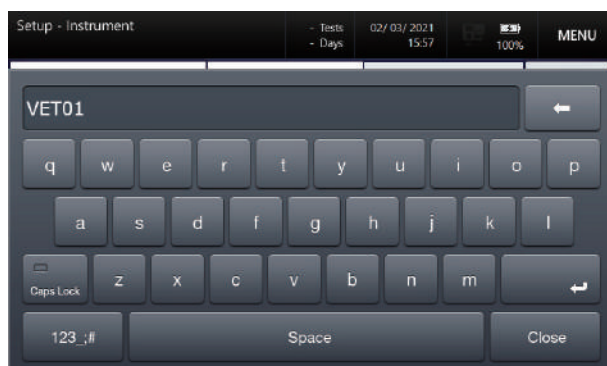 Setup - Instrument
- Tests
- Days
02/ 03/ 2021
15:57
100%
MENU
VET01
q w e r t y u i o p
a s d f g h j k l
Caps Lock z x c v b n m
123_;# Space Close